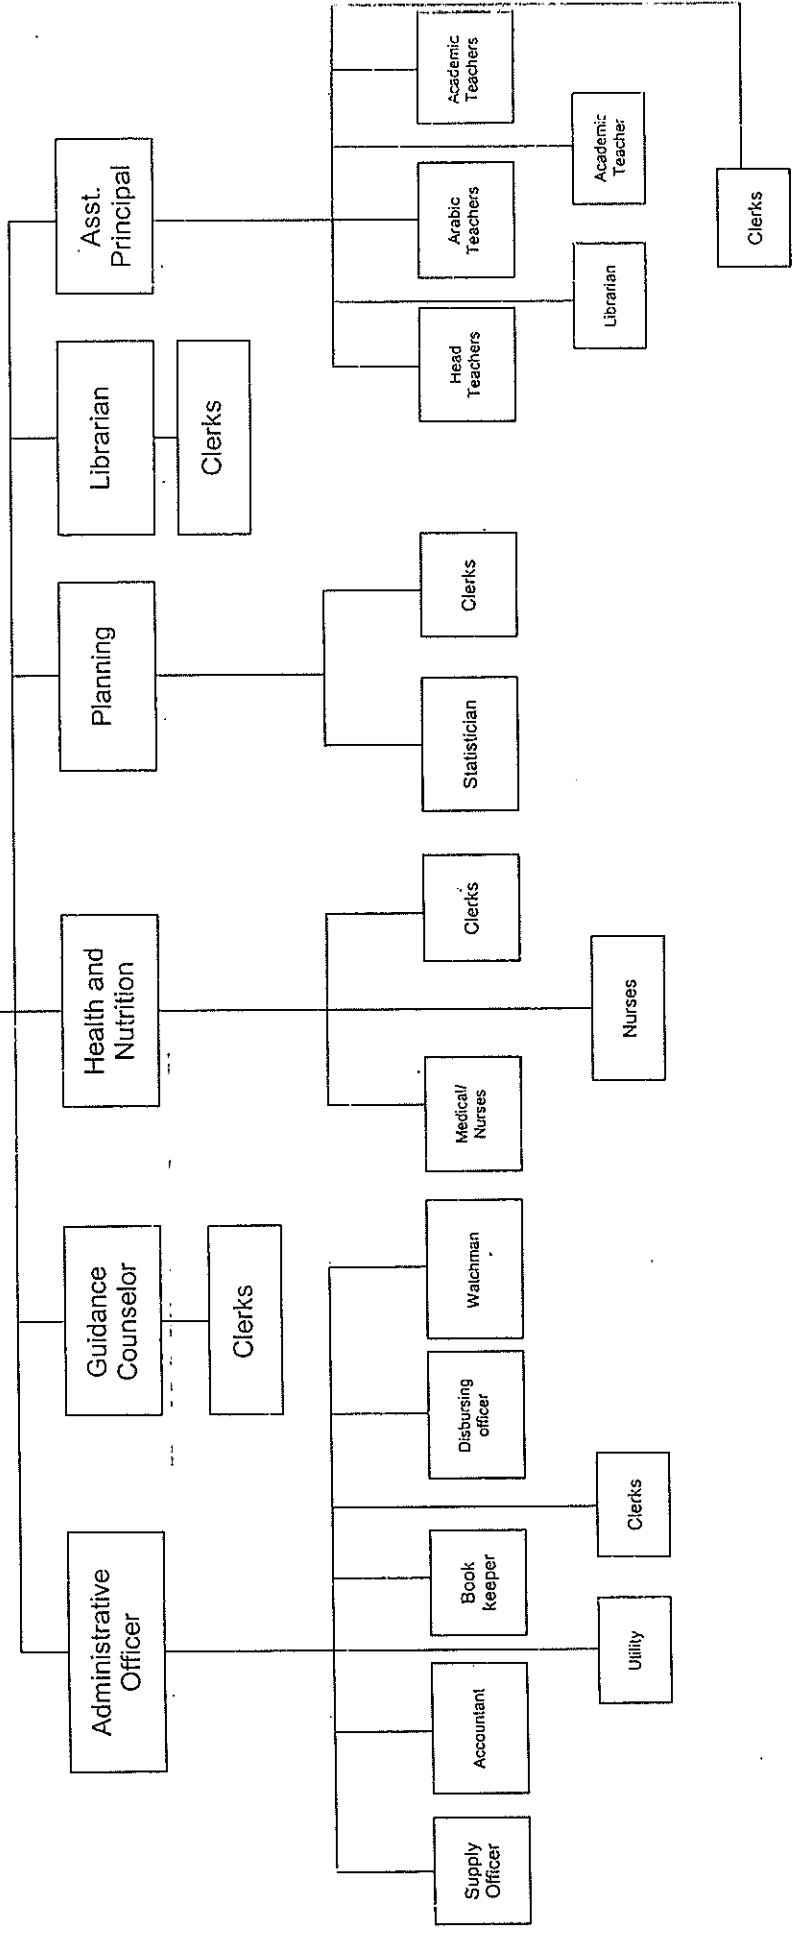 Administrative
Officer
Guidance
Counselor
Health and
Nutrition
Planning
Librarian
Asst.
Principal
Clerks
Clerks
Supply
Officer
Accountant
Book
keeper
Disbursing
officer
Watchman
Medical/
Nurses
Clerks
Statistician
Clerks
Head
Teachers
Arabic
Teachers
Academic
Teachers
Utility
Clerks
Nurses
Librarian
Academic
Teacher
Clerks